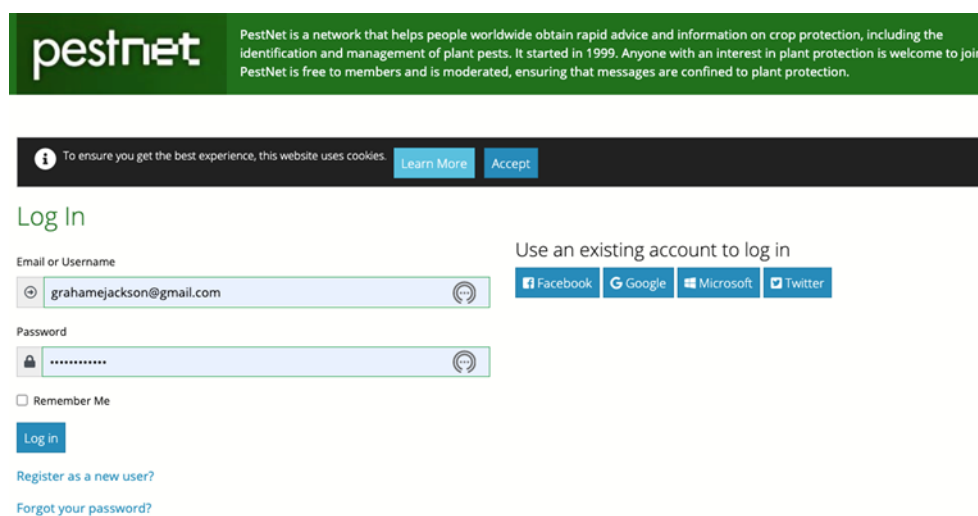 pestnet
PestNet is a network that helps people worldwide obtain rapid advice and information on crop protection, including the
identification and management of plant pests. It started in 1999. Anyone with an interest in plant protection is welcome to join
PestNet is free to members and is moderated, ensuring that messages are confined to plant protection.
To ensure you get the best experience, this website uses cookies.
Learn More
Accept
Log In
Use an existing account to log in
Email or Username
grahamejackson@gmail.com
Facebook
Google
Microsoft
Twitter
Password
Remember Me
Log in
Register as a new user?
Forgot your password?